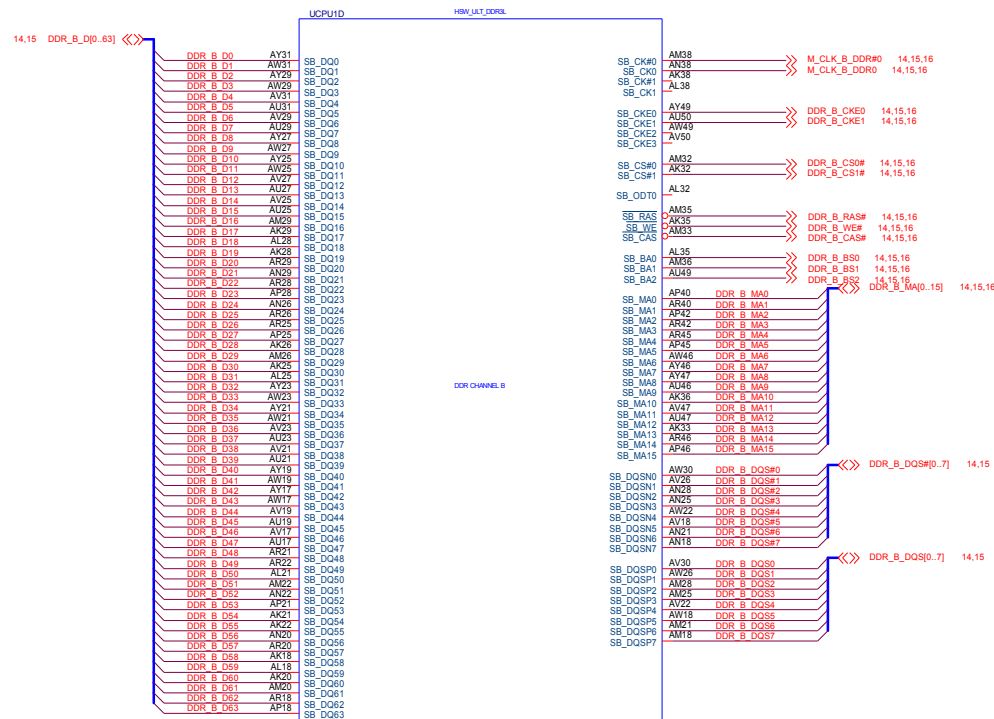 UCPU1D
HSW_ULT_DDR3L
14,15 DDR_B_D[0..63]
DDR_B_D0 AY31 SB_DQ0
DDR_B_D1 AW31 SB_DQ1
DDR_B_D2 AY29 SB_DQ2
DDR_B_D3 AW29 SB_DQ3
DDR_B_D4 AV31 SB_DQ4
DDR_B_D5 AU31 SB_DQ5
DDR_B_D6 AV29 SB_DQ6
DDR_B_D7 AU29 SB_DQ7
DDR_B_D8 AY27 SB_DQ8
DDR_B_D9 AW27 SB_DQ9
DDR_B_D10 AY25 SB_DQ10
DDR_B_D11 AW25 SB_DQ11
DDR_B_D12 AV27 SB_DQ12
DDR_B_D13 AU27 SB_DQ13
DDR_B_D14 AV25 SB_DQ14
DDR_B_D15 AU25 SB_DQ15
DDR_B_D16 AM29 SB_DQ16
DDR_B_D17 AK29 SB_DQ17
DDR_B_D18 AL28 SB_DQ18
DDR_B_D19 AK28 SB_DQ19
DDR_B_D20 AR29 SB_DQ20
DDR_B_D21 AN29 SB_DQ21
DDR_B_D22 AR28 SB_DQ22
DDR_B_D23 AP28 SB_DQ23
DDR_B_D24 AN26 SB_DQ24
DDR_B_D25 AR26 SB_DQ25
DDR_B_D26 AR25 SB_DQ26
DDR_B_D27 AP25 SB_DQ27
DDR_B_D28 AK26 SB_DQ28
DDR_B_D29 AM26 SB_DQ29
DDR_B_D30 AK25 SB_DQ30
DDR_B_D31 AL25 SB_DQ31
DDR_B_D32 AY23 SB_DQ32
DDR_B_D33 AW23 SB_DQ33
DDR_B_D34 AY21 SB_DQ34
DDR_B_D35 AW21 SB_DQ35
DDR_B_D36 AV23 SB_DQ36
DDR_B_D37 AU23 SB_DQ37
DDR_B_D38 AV21 SB_DQ38
DDR_B_D39 AU21 SB_DQ39
DDR_B_D40 AY19 SB_DQ40
DDR_B_D41 AW19 SB_DQ41
DDR_B_D42 AY17 SB_DQ42
DDR_B_D43 AW17 SB_DQ43
DDR_B_D44 AV19 SB_DQ44
DDR_B_D45 AU19 SB_DQ45
DDR_B_D46 AV17 SB_DQ46
DDR_B_D47 AU17 SB_DQ47
DDR_B_D48 AR21 SB_DQ48
DDR_B_D49 AR22 SB_DQ49
DDR_B_D50 AL21 SB_DQ50
DDR_B_D51 AM22 SB_DQ51
DDR_B_D52 AN22 SB_DQ52
DDR_B_D53 AP21 SB_DQ53
DDR_B_D54 AK21 SB_DQ54
DDR_B_D55 AK22 SB_DQ55
DDR_B_D56 AN20 SB_DQ56
DDR_B_D57 AR20 SB_DQ57
DDR_B_D58 AK18 SB_DQ58
DDR_B_D59 AL18 SB_DQ59
DDR_B_D60 AK20 SB_DQ60
DDR_B_D61 AM20 SB_DQ61
DDR_B_D62 AR18 SB_DQ62
DDR_B_D63 AP18 SB_DQ63
DDR CHANNEL B
SB_CK#0 AM38 M_CLK_B_DDR#0 14,15,16
SB_CK0 AN38 M_CLK_B_DDR0 14,15,16
SB_CK#1 AK38
SB_CK1 AL38
SB_CKE0 AY49 DDR_B_CKE0 14,15,16
SB_CKE1 AU50 DDR_B_CKE1 14,15,16
SB_CKE2 AW49
SB_CKE3 AV50
SB_CS#0 AM32 DDR_B_CS0# 14,15,16
SB_CS#1 AK32 DDR_B_CS1# 14,15,16
SB_ODT0 AL32
SB_RAS AM35 DDR_B_RAS# 14,15,16
SB_WE AK35 DDR_B_WE# 14,15,16
SB_CAS AM33 DDR_B_CAS# 14,15,16
SB_BA0 AL35 DDR_B_BS0 14,15,16
SB_BA1 AM36 DDR_B_BS1 14,15,16
SB_BA2 AU49 DDR_B_BS2 14,15,16
DDR_B_MA[0..15] 14,15,16
SB_MA0 AP40 DDR_B_MA0
SB_MA1 AR40 DDR_B_MA1
SB_MA2 AP42 DDR_B_MA2
SB_MA3 AR42 DDR_B_MA3
SB_MA4 AR45 DDR_B_MA4
SB_MA5 AP45 DDR_B_MA5
SB_MA6 AW46 DDR_B_MA6
SB_MA7 AY46 DDR_B_MA7
SB_MA8 AY47 DDR_B_MA8
SB_MA9 AU46 DDR_B_MA9
SB_MA10 AK36 DDR_B_MA10
SB_MA11 AV47 DDR_B_MA11
SB_MA12 AU47 DDR_B_MA12
SB_MA13 AK33 DDR_B_MA13
SB_MA14 AR46 DDR_B_MA14
SB_MA15 AP46 DDR_B_MA15
DDR_B_DQS#[0..7] 14,15
SB_DQSN0 AW30 DDR_B_DQS#0
SB_DQSN1 AV26 DDR_B_DQS#1
SB_DQSN2 AN28 DDR_B_DQS#2
SB_DQSN3 AN25 DDR_B_DQS#3
SB_DQSN4 AW22 DDR_B_DQS#4
SB_DQSN5 AV18 DDR_B_DQS#5
SB_DQSN6 AN21 DDR_B_DQS#6
SB_DQSN7 AN18 DDR_B_DQS#7
DDR_B_DQS[0..7] 14,15
SB_DQSP0 AV30 DDR_B_DQS0
SB_DQSP1 AW26 DDR_B_DQS1
SB_DQSP2 AM28 DDR_B_DQS2
SB_DQSP3 AM25 DDR_B_DQS3
SB_DQSP4 AV22 DDR_B_DQS4
SB_DQSP5 AW18 DDR_B_DQS5
SB_DQSP6 AM21 DDR_B_DQS6
SB_DQSP7 AM18 DDR_B_DQS7